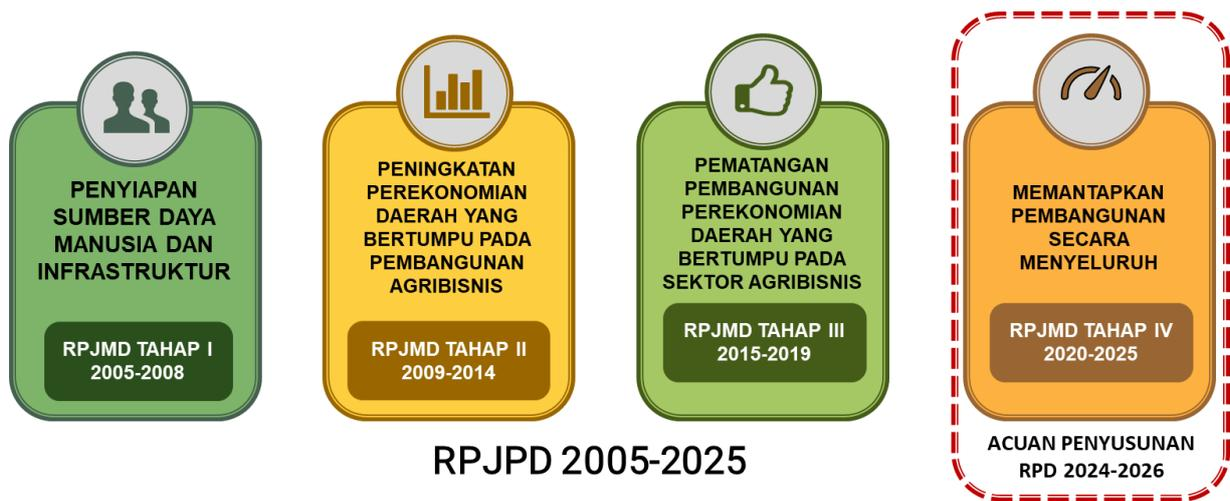 PENYIAPAN
SUMBER DAYA
MANUSIA DAN
INFRASTRUKTUR
RPJMD TAHAP I
2005-2008
PENINGKATAN
PEREKONOMIAN
DAERAH YANG
BERTUMPU PADA
PEMBANGUNAN
AGRIBISNIS
RPJMD TAHAP II
2009-2014
PEMATANGAN
PEMBANGUNAN
PEREKONOMIAN
DAERAH YANG
BERTUMPU PADA
SEKTOR AGRIBISNIS
RPJMD TAHAP III
2015-2019
MEMANTAPKAN
PEMBANGUNAN
SECARA
MENYELURUH
RPJMD TAHAP IV
2020-2025
ACUAN PENYUSUNAN
RPD 2024-2026
RPJPD 2005-2025